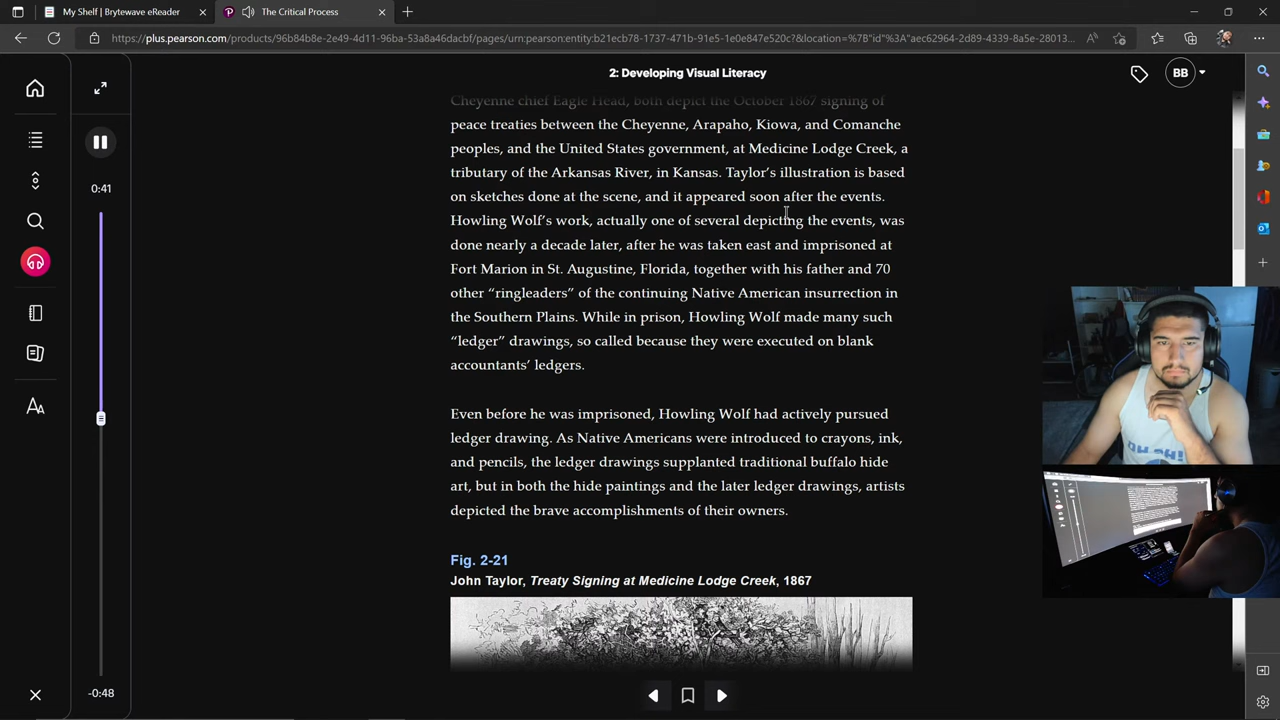 My Shelf | Brytewave eReader
The Critical Process
https://plus.pearson.com/products/96b84b8e-2e49-4d11-96ba-53a8a46dacbf/pages/urn:pearson:entity:b21ecb78-1737-471b-91e5-1e0e847e520c?&location=%7B"id"%3A"aec62964-2d89-4339-8a5e-28013...
2: Developing Visual Literacy
BB
0:41
-0:48
Cheyenne chief Eagle Head, both depict the October 1867 signing of
peace treaties between the Cheyenne, Arapaho, Kiowa, and Comanche
peoples, and the United States government, at Medicine Lodge Creek, a
tributary of the Arkansas River, in Kansas. Taylor’s illustration is based
on sketches done at the scene, and it appeared soon after the events.
Howling Wolf’s work, actually one of several depicting the events, was
done nearly a decade later, after he was taken east and imprisoned at
Fort Marion in St. Augustine, Florida, together with his father and 70
other “ringleaders” of the continuing Native American insurrection in
the Southern Plains. While in prison, Howling Wolf made many such
“ledger” drawings, so called because they were executed on blank
accountants’ ledgers.
Even before he was imprisoned, Howling Wolf had actively pursued
ledger drawing. As Native Americans were introduced to crayons, ink,
and pencils, the ledger drawings supplanted traditional buffalo hide
art, but in both the hide paintings and the later ledger drawings, artists
depicted the brave accomplishments of their owners.
Fig. 2-21
John Taylor, Treaty Signing at Medicine Lodge Creek, 1867